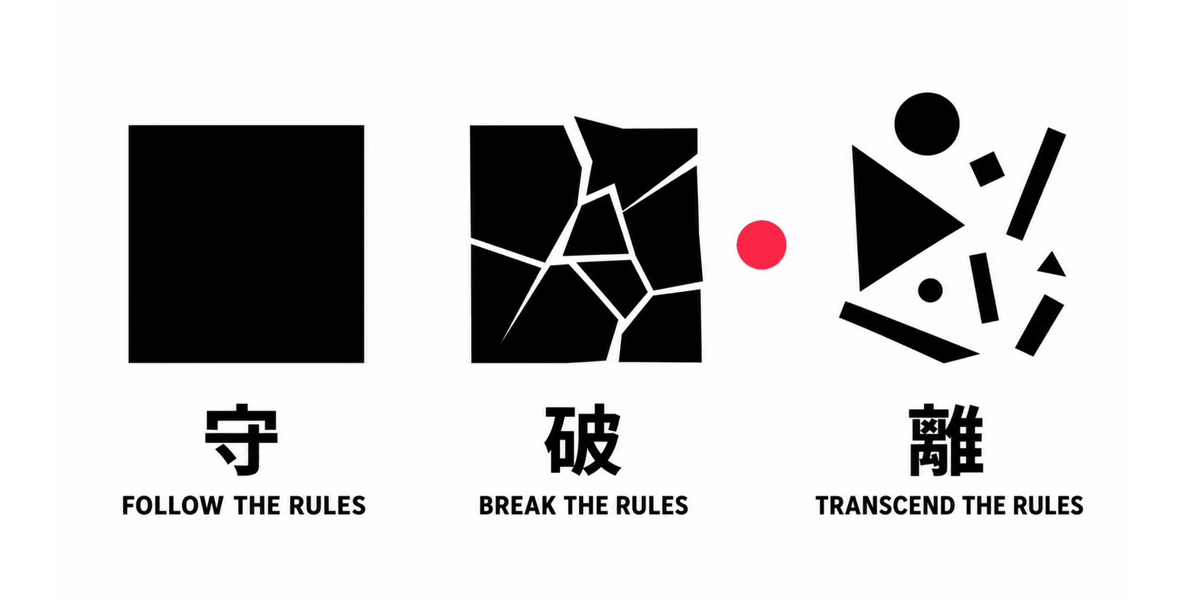 守
FOLLOW THE RULES
破
BREAK THE RULES
離
TRANSCEND THE RULES